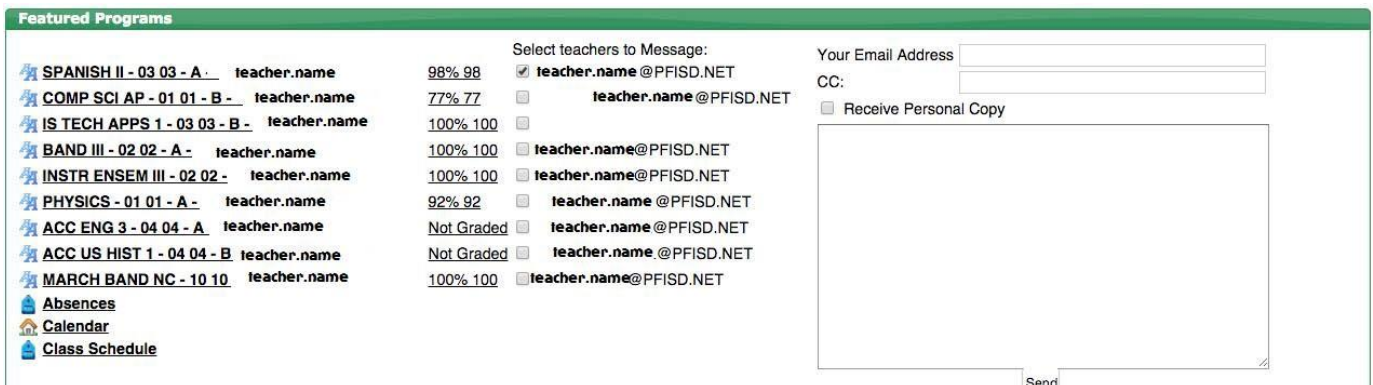 Featured Programs
Select teachers to Message:
SPANISH II - 03 03 - A - teacher.name 98% 98 teacher.name @PFISD.NET
COMP SCI AP - 01 01 - B - teacher.name 77% 77 teacher.name @PFISD.NET
IS TECH APPS 1 - 03 03 - B - teacher.name 100% 100
BAND III - 02 02 - A - teacher.name 100% 100 teacher.name@PFISD.NET
INSTR ENSEM III - 02 02 - teacher.name 100% 100 teacher.name@PFISD.NET
PHYSICS - 01 01 - A - teacher.name 92% 92 teacher.name @PFISD.NET
ACC ENG 3 - 04 04 - A teacher.name Not Graded teacher.name @PFISD.NET
ACC US HIST 1 - 04 04 - B teacher.name Not Graded teacher.name.@PFISD.NET
MARCH BAND NC - 10 10 teacher.name 100% 100 teacher.name@PFISD.NET
Absences
Calendar
Class Schedule
Your Email Address
CC:
Receive Personal Copy
Send